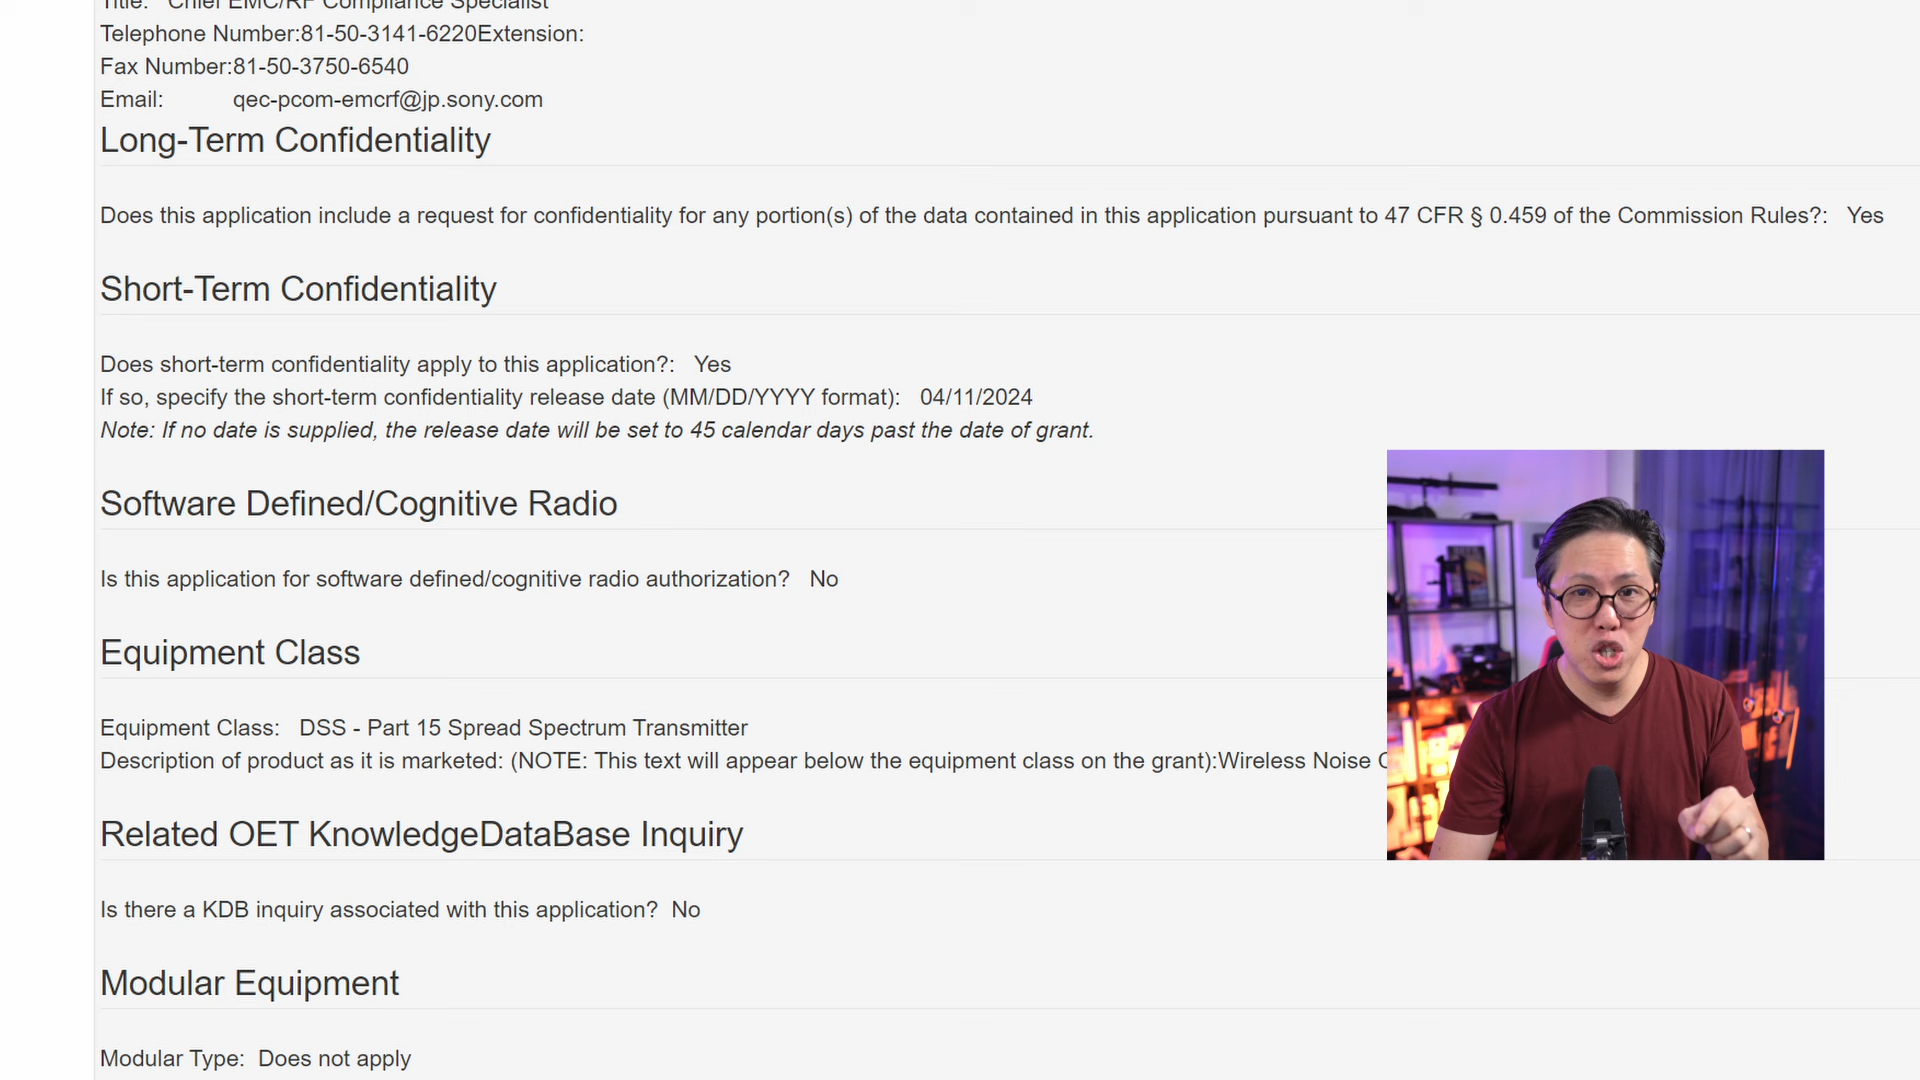 Title: Chief EMC/RF Compliance Specialist
Telephone Number:81-50-3141-6220Extension:
Fax Number:81-50-3750-6540
Email: qec-pcom-emcrf@jp.sony.com
Long-Term Confidentiality
Does this application include a request for confidentiality for any portion(s) of the data contained in this application pursuant to 47 CFR § 0.459 of the Commission Rules?: Yes
Short-Term Confidentiality
Does short-term confidentiality apply to this application?: Yes
If so, specify the short-term confidentiality release date (MM/DD/YYYY format): 04/11/2024
Note: If no date is supplied, the release date will be set to 45 calendar days past the date of grant.
Software Defined/Cognitive Radio
Is this application for software defined/cognitive radio authorization? No
Equipment Class
Equipment Class: DSS - Part 15 Spread Spectrum Transmitter
Description of product as it is marketed: (NOTE: This text will appear below the equipment class on the grant):Wireless Noise
Related OET KnowledgeDataBase Inquiry
Is there a KDB inquiry associated with this application? No
Modular Equipment
Modular Type: Does not apply